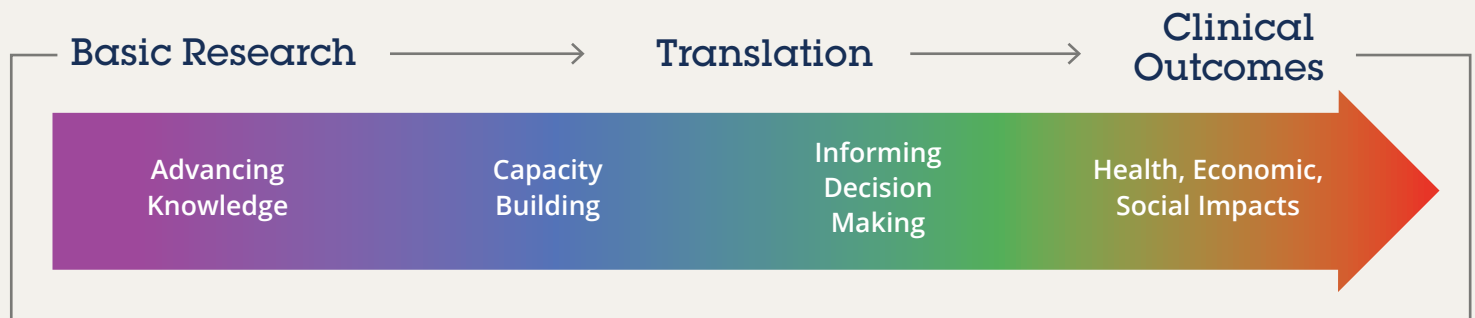 Basic Research
Translation
Clinical
Outcomes
Advancing
Knowledge
Capacity
Building
Informing
Decision
Making
Health, Economic,
Social Impacts